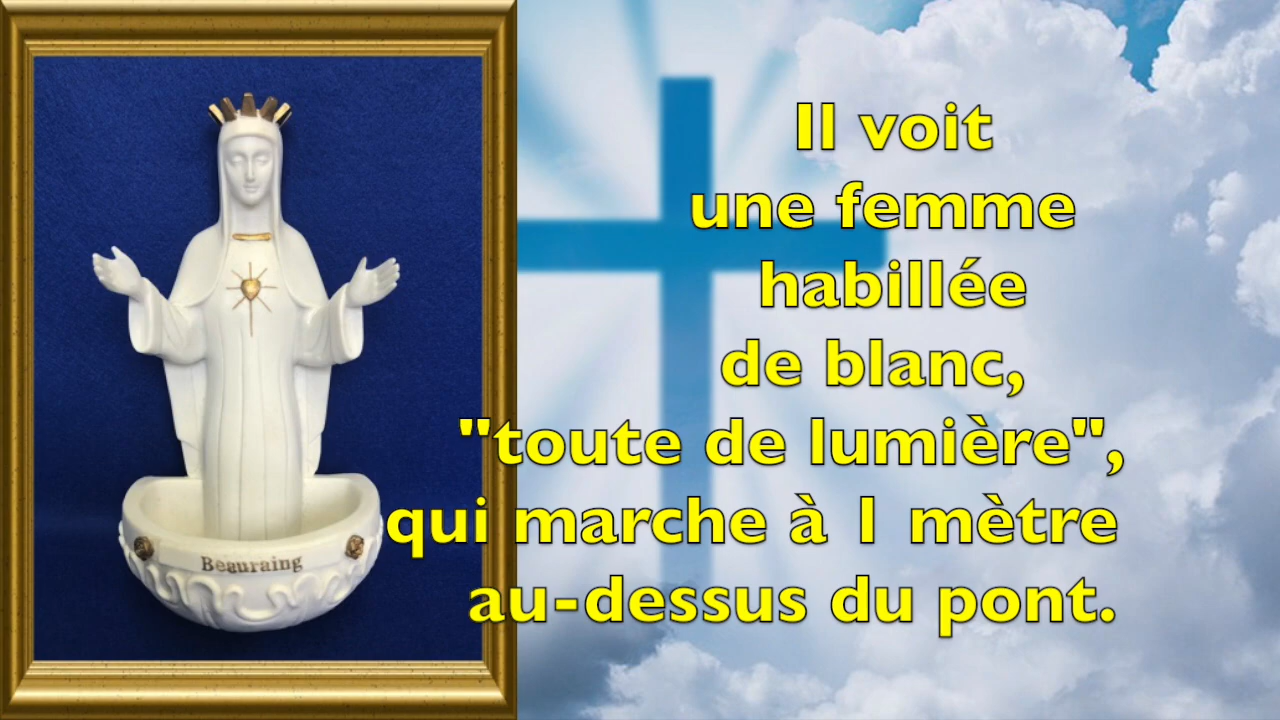 Il voit
une femme
habillée
de blanc,
"toute de lumière",
qui marche à 1 mètre
au-dessus du pont.
Beauraing